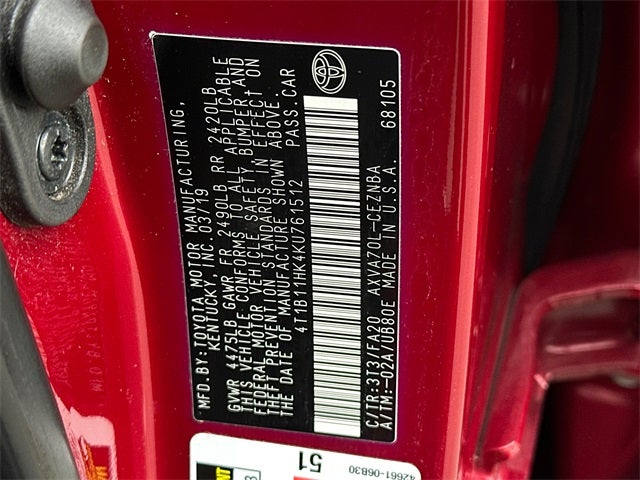 MFD. BY: TOYOTA MOTOR MANUFACTURING,
KENTUCKY, INC. 03/19
GVWR 4475LB GAWR FR 2490LB RR 2420LB
THIS VEHICLE CONFORMS TO ALL APPLICABLE
FEDERAL MOTOR VEHICLE SAFETY, BUMPER AND
THEFT PREVENTION STANDARDS IN EFFECT ON
THE DATE OF MANUFACTURE SHOWN ABOVE.
4T1B11HK4KU761512 PASS.CAR
C/TR:3T3/FA20 AXVA70L-CEZNBA 68105
A/TM:-02A/UB80E MADE IN U.S.A.
51
42661-06B30